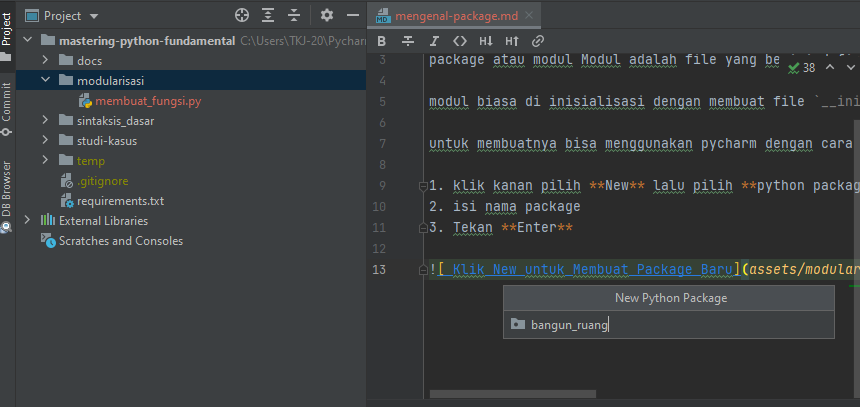 Project
Commit
DB Browser
Project
mastering-python-fundamental C:\Users\TKJ-20\Pycharm
docs
modularisasi
membuat_fungsi.py
sintaksis_dasar
studi-kasus
temp
.gitignore
requirements.txt
External Libraries
Scratches and Consoles
mengenal-package.md
B I <> H↓ H↑
38
3 package atau modul Modul adalah file yang be
4
5 modul biasa di inisialisasi dengan membuat file `__ini
6
7 untuk membuatnya bisa menggunakan pycharm dengan cara
8
9 1. klik kanan pilih **New** lalu pilih **python packag
10 2. isi nama package
11 3. Tekan **Enter**
12
13 ![ Klik New untuk Membuat Package Baru](assets/modular
New Python Package
bangun_ruang